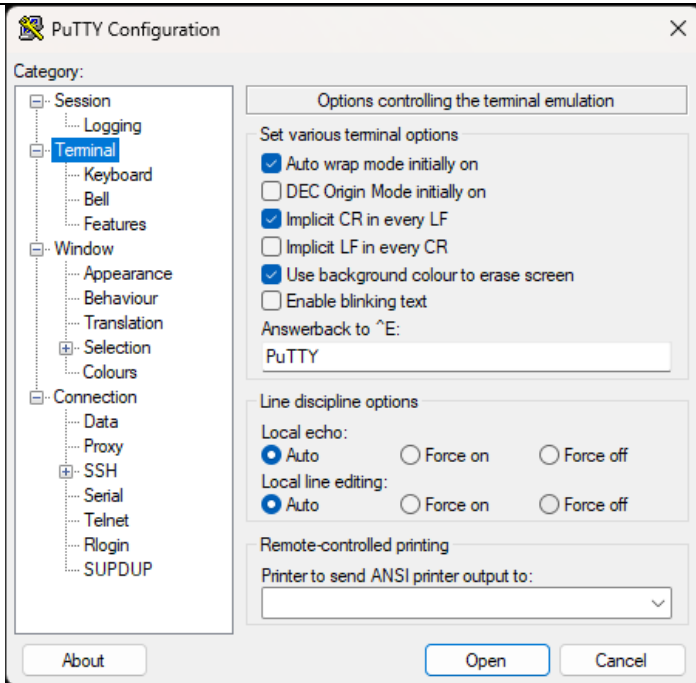 PuTTY Configuration
Category:
Session
Logging
Terminal
Keyboard
Bell
Features
Window
Appearance
Behaviour
Translation
Selection
Colours
Connection
Data
Proxy
SSH
Serial
Telnet
Rlogin
SUPDUP
Options controlling the terminal emulation
Set various terminal options
Auto wrap mode initially on
DEC Origin Mode initially on
Implicit CR in every LF
Implicit LF in every CR
Use background colour to erase screen
Enable blinking text
Answerback to ^E:
PuTTY
Line discipline options
Local echo:
Auto Force on Force off
Local line editing:
Auto Force on Force off
Remote-controlled printing
Printer to send ANSI printer output to:
About Open Cancel